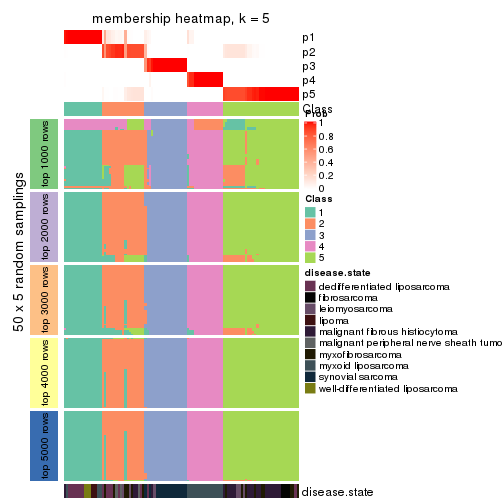 membership heatmap, k = 5
p1
p2
p3
p4
p5
Class
50 x 5 random samplings
top 1000 rows
top 2000 rows
top 3000 rows
top 4000 rows
top 5000 rows
Prob
1
0.8
0.6
0.4
0.2
0
Class
1
2
3
4
5
disease.state
dedifferentiated liposarcoma
fibrosarcoma
leiomyosarcoma
lipoma
malignant fibrous histiocytoma
malignant peripheral nerve sheath tumo
myxofibrosarcoma
myxoid liposarcoma
synovial sarcoma
well-differentiated liposarcoma
disease.state